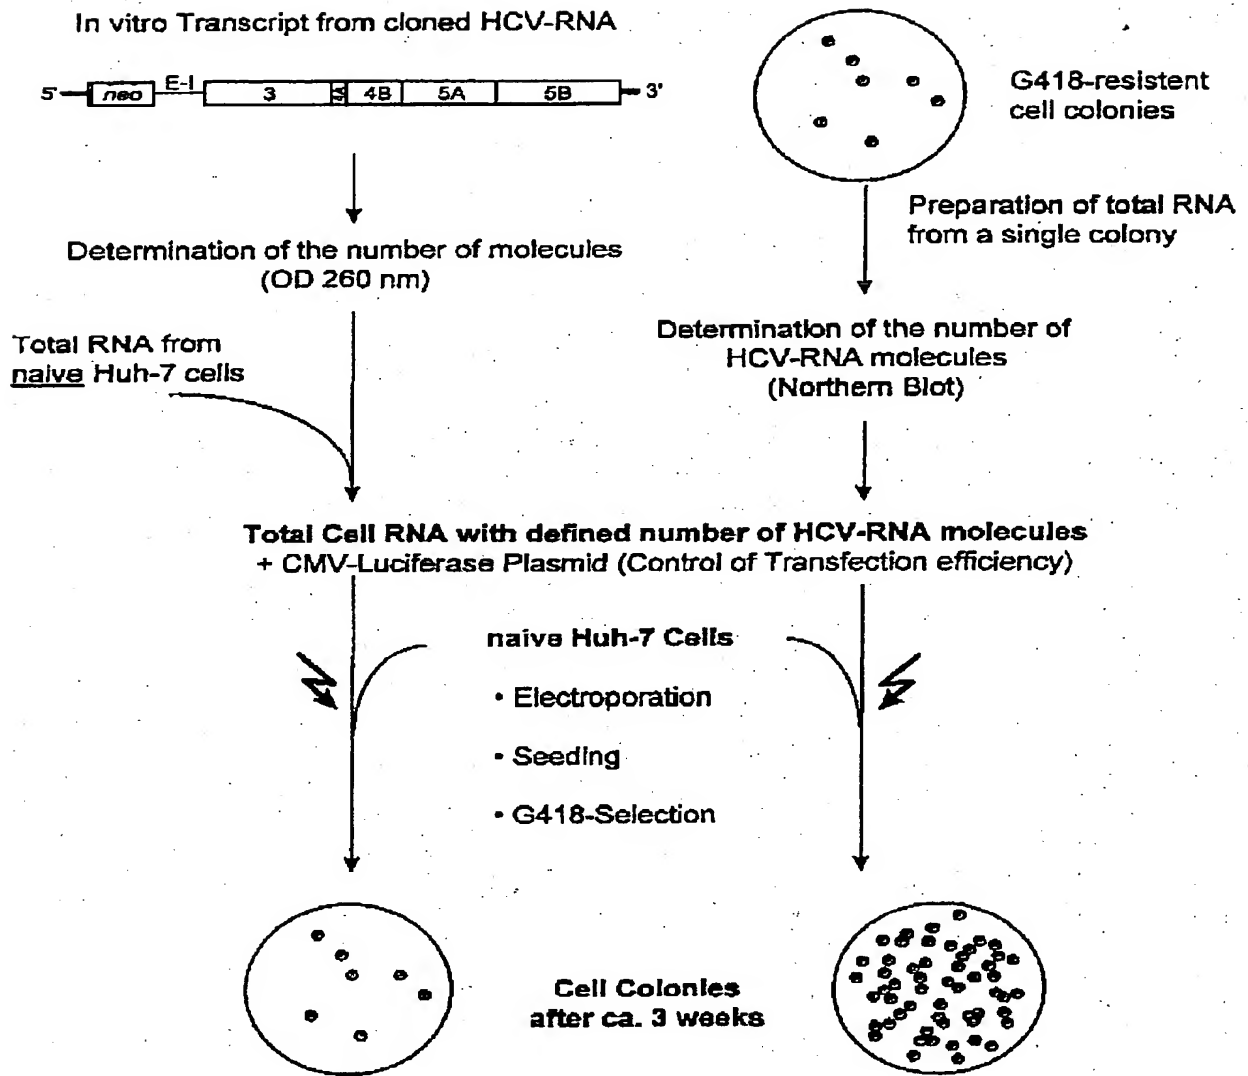 In vitro Transcript from cloned HCV-RNA
5' neo E-I 3 4B 5A 5B 3'
G418-resistent
cell colonies
Preparation of total RNA
from a single colony
Determination of the number of molecules
(OD 260 nm)
Total RNA from
naive Huh-7 cells
Determination of the number of
HCV-RNA molecules
(Northern Blot)
Total Cell RNA with defined number of HCV-RNA molecules
+ CMV-Luciferase Plasmid (Control of Transfection efficiency)
naive Huh-7 Cells
• Electroporation
• Seeding
• G418-Selection
Cell Colonies
after ca. 3 weeks